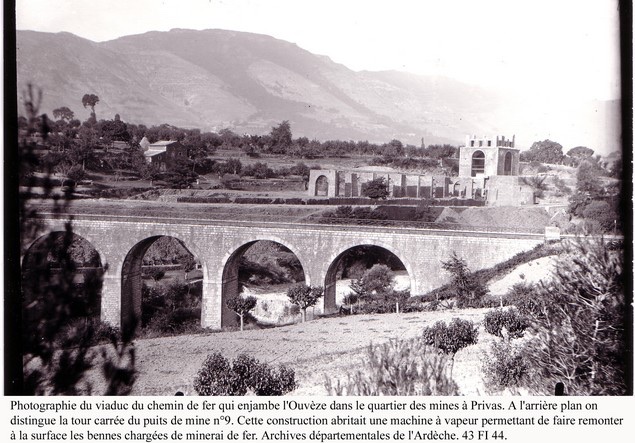 Photographie du viaduc du chemin de fer qui enjambe l'Ouvèze dans le quartier des mines à Privas. A l'arrière plan on
distingue la tour carrée du puits de mine n°9. Cette construction abritait une machine à vapeur permettant de faire remonter
à la surface les bennes chargées de minerai de fer. Archives départementales de l'Ardèche. 43 FI 44.